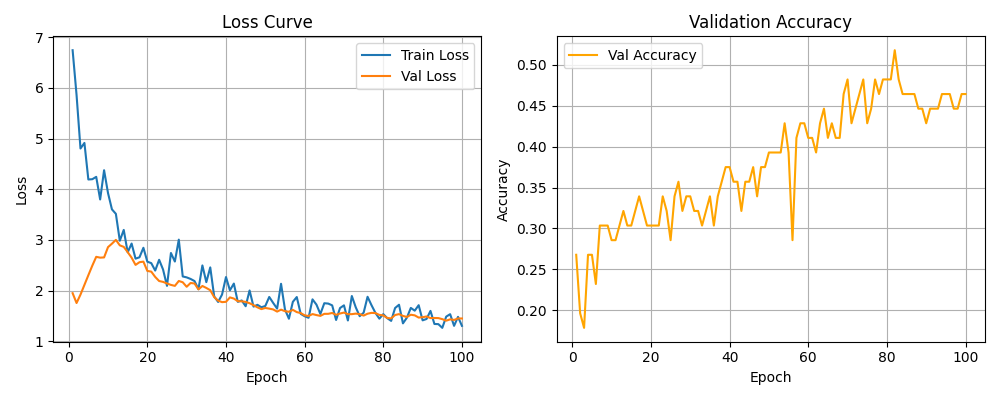 Loss Curve
7
6
5
4
3
2
1
Loss
0
20
40
60
80
100
Epoch
Train Loss
Val Loss
Validation Accuracy
0.50
0.45
0.40
0.35
0.30
0.25
0.20
Accuracy
0
20
40
60
80
100
Epoch
Val Accuracy